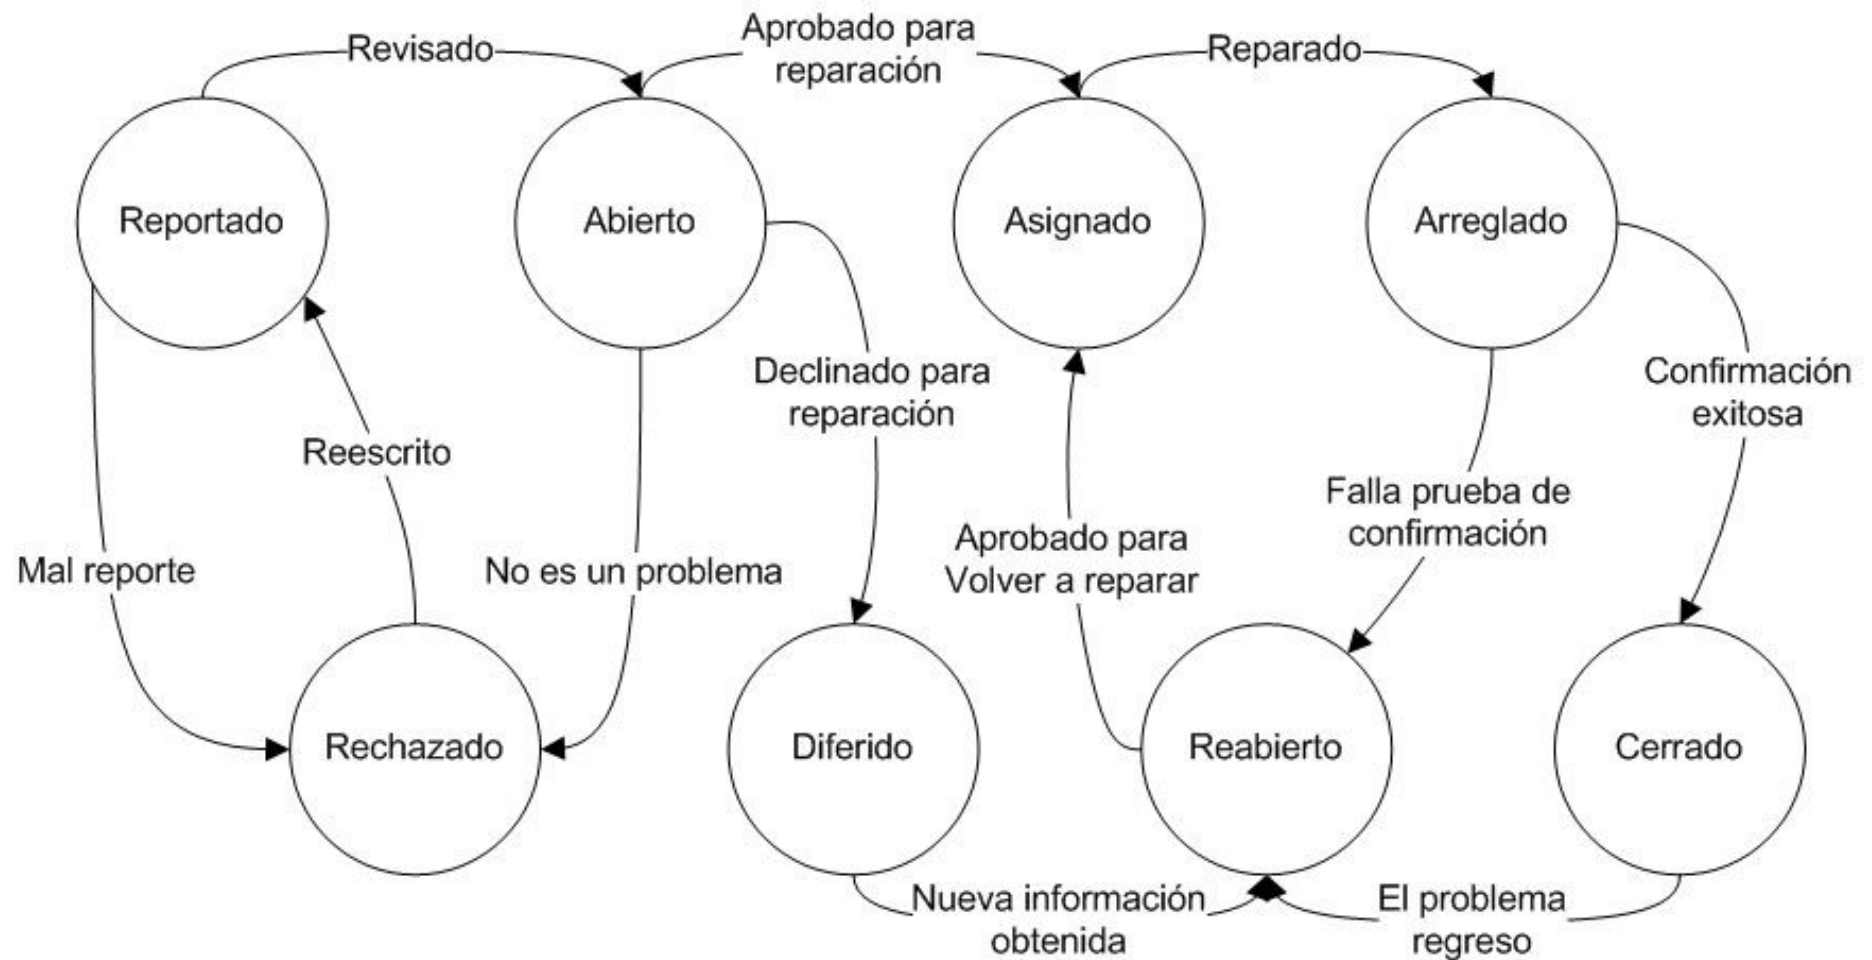 Revisado
Aprobado para
reparación
Reparado
Reportado
Abierto
Asignado
Arreglado
Declinado para
reparación
Confirmación
exitosa
Reescrito
Falla prueba de
confirmación
Mal reporte
No es un problema
Aprobado para
Volver a reparar
Rechazado
Diferido
Reabierto
Cerrado
Nueva información
obtenida
El problema
regreso